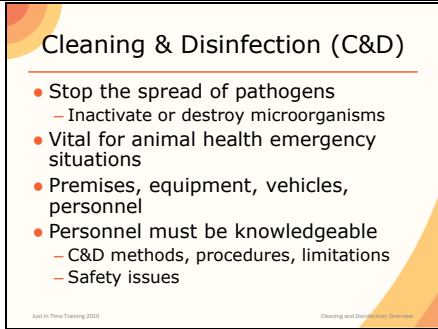 Cleaning & Disinfection (C&D)
● Stop the spread of pathogens
– Inactivate or destroy microorganisms
● Vital for animal health emergency
situations
● Premises, equipment, vehicles,
personnel
● Personnel must be knowledgeable
– C&D methods, procedures, limitations
– Safety issues
Just In Time Training 2010
Cleaning and Disinfection: Overview